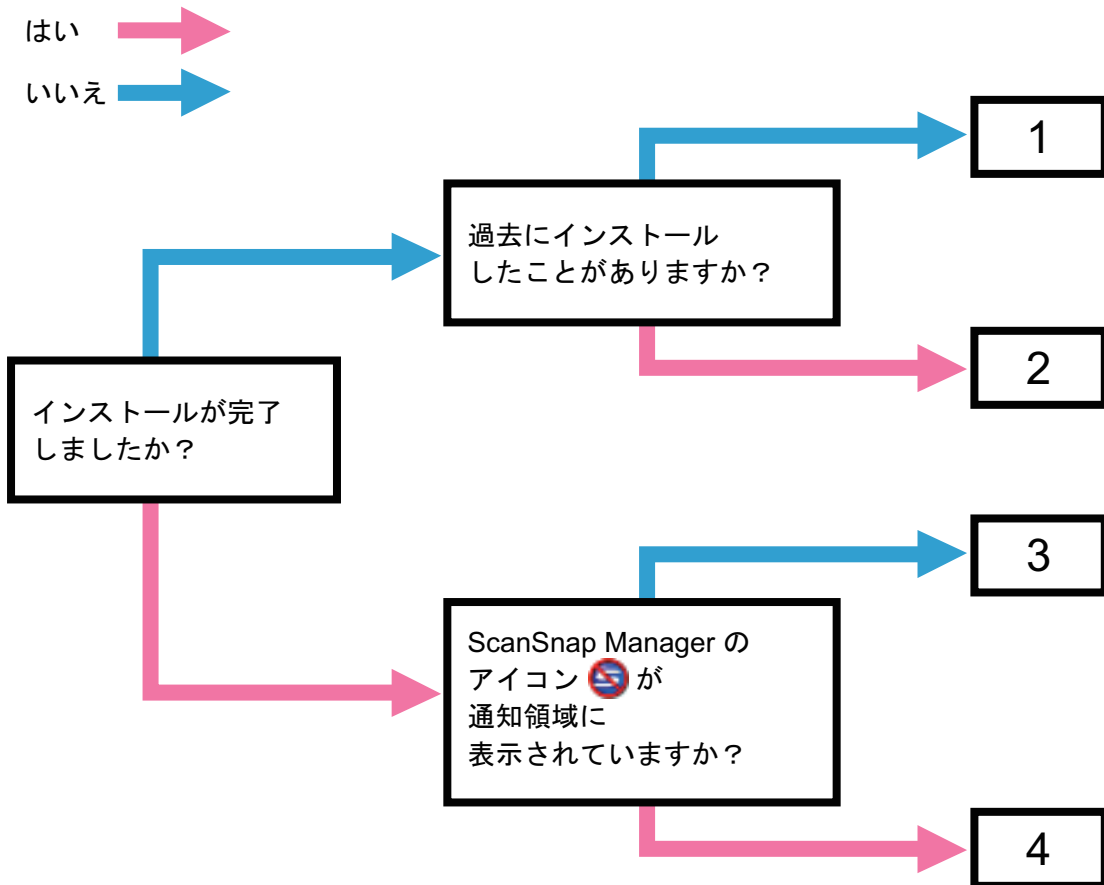 はい
いいえ
1
過去にインストール
したことがありますか？
2
インストールが完了
しましたか？
3
ScanSnap Manager の
アイコン が
通知領域に
表示されていますか？
4